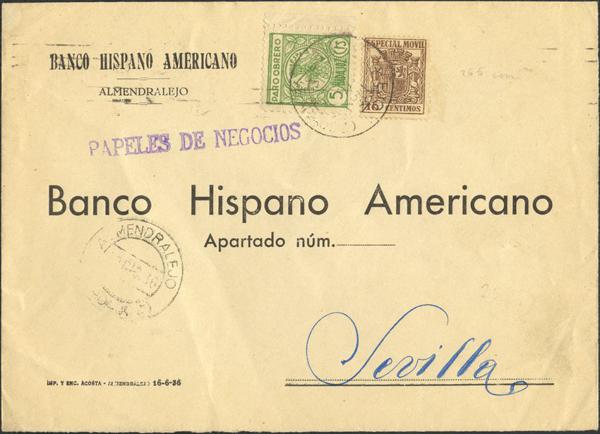 BANCO HISPANO AMERICANO
ALMENDRALEJO
PARO OBRERO
5
ESPECIAL MOVIL
15 CENTIMOS
PAPELES DE NEGOCIOS
Banco Hispano Americano
Apartado núm.
ALMENDRALEJO
Sevilla
IMP. Y ENC. ACOSTA - ALMENDRALEJO 16-6-36